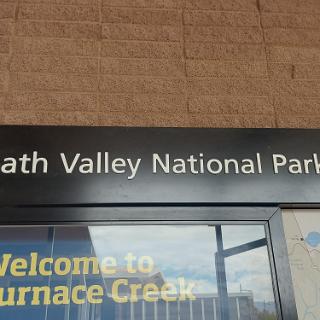 ath Valley National Park
Welcome to
urnace Creek